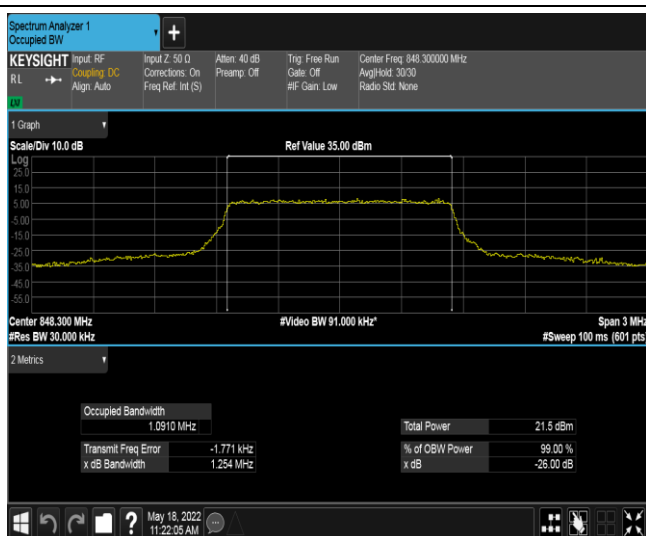 Spectrum Analyzer 1
Occupied BW
+
KEYSIGHT
RL
LXI
Input: RF
Coupling: DC
Align: Auto
Input Z: 50 Ω
Corrections: On
Freq Ref: Int (S)
Atten: 40 dB
Preamp: Off
Trig: Free Run
Gate: Off
#IF Gain: Low
Center Freq: 848.300000 MHz
Avg|Hold: 30/30
Radio Std: None
1 Graph
Scale/Div 10.0 dB
Ref Value 35.00 dBm
Log
25.0
15.0
5.00
-5.00
-15.0
-25.0
-35.0
-45.0
-55.0
Center 848.300 MHz
#Video BW 91.000 kHz*
Span 3 MHz
#Res BW 30.000 kHz
#Sweep 100 ms (601 pts)
2 Metrics
Occupied Bandwidth
1.0910 MHz
Total Power 21.5 dBm
Transmit Freq Error -1.771 kHz
% of OBW Power 99.00 %
x dB Bandwidth 1.254 MHz
x dB -26.00 dB
?
May 18, 2022
11:22:05 AM